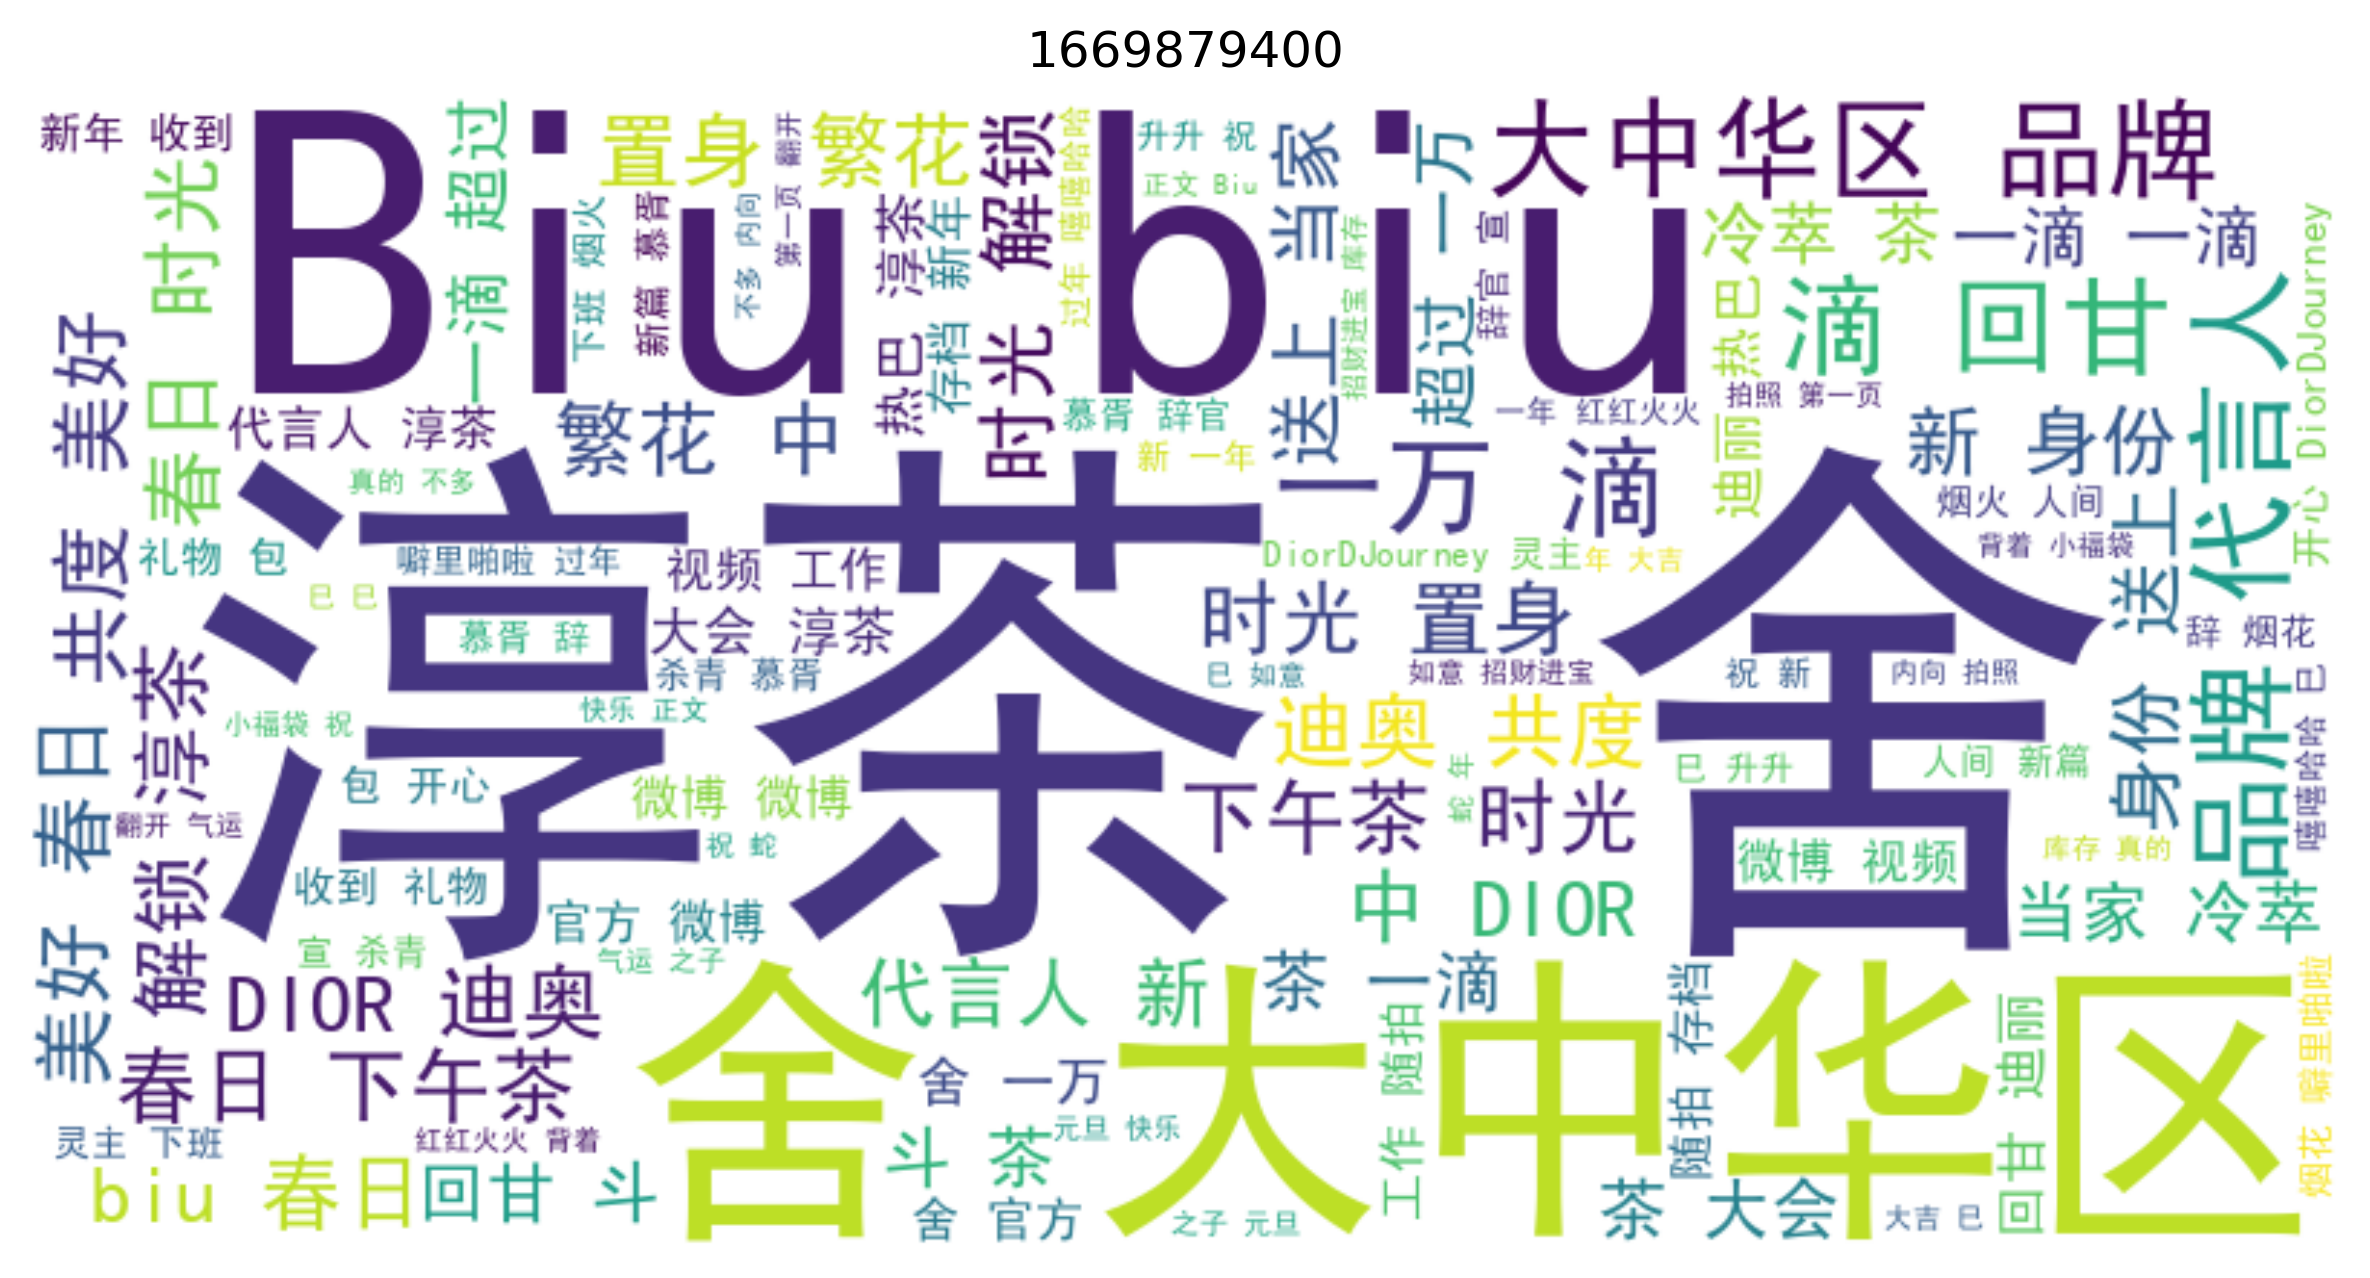 1669879400
新年 收到
Biu biu
超过 一滴
置身 繁花
翻开 第一页
解锁 时光
嘻嘻哈哈 过年
升升 祝
正文 Biu
送上 当家
超过 一万
大中华区 品牌
春日 时光
下班 烟火
新篇 慕胥
不多 内向
热巴 淳茶
存档 新年
招财进宝 库存
辞官 宣
冷萃 茶
一滴 一滴
开心 DiorDJourney
迪丽 热巴
滴 回甘
代言人 品牌
共度 美好
代言人 淳茶
繁花 中
慕胥 辞官
一年 红红火火
拍照 第一页
新 身份
真的 不多
新 一年
一万 滴
烟火 人间
背着 小福袋
身份 送上
淳茶 舍
礼物 包
噼里啪啦 过年
视频 工作
DiorDJourney 灵主
年 大吉
巳 巳
慕胥 辞
大会 淳茶
时光 置身
辞 烟花
解锁 淳茶
杀青 慕胥
巳 如意
如意 招财进宝
祝 新
内向 拍照
嘻嘻哈哈 巳
小福袋 祝
快乐 正文
迪奥 共度
美好 春日
包 开心
微博 微博
蛇 年
巳 升升
人间 新篇
翻开 气运
祝 蛇
下午茶 时光
微博 视频
库存 真的
收到 礼物
官方 微博
中 DIOR
当家 冷萃
宣 杀青
气运 之子
DIOR 迪奥
代言人 新
茶 一滴
工作 随拍
随拍 存档
回甘 迪丽
烟花 噼里啪啦
春日 下午茶
舍 大中华区
舍 一万
灵主 下班
红红火火 背着
斗 茶
元旦 快乐
biu 春日
回甘 斗
舍 官方
之子 元旦
茶 大会
大吉 巳